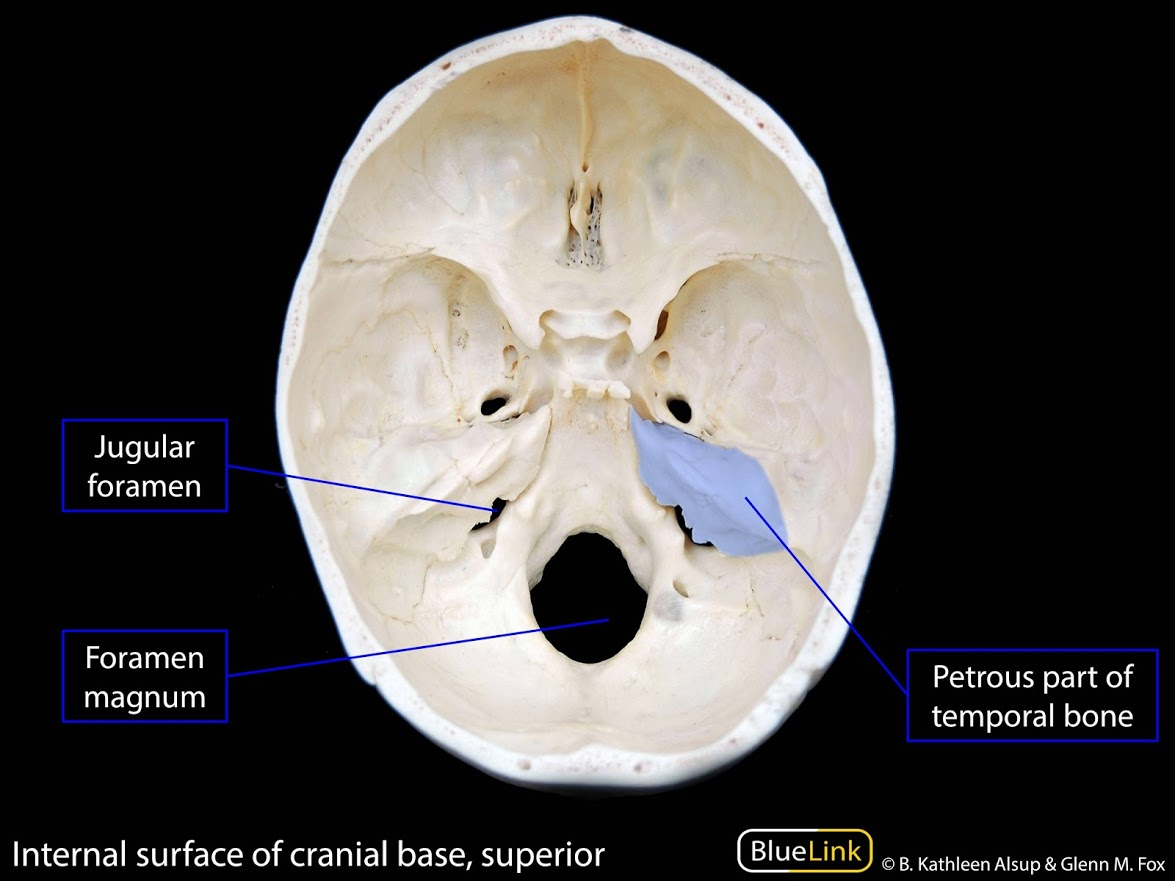 Jugular
foramen
Foramen
magnum
Petrous part of
temporal bone
Internal surface of cranial base, superior
BlueLink
© B. Kathleen Alsup & Glenn M. Fox